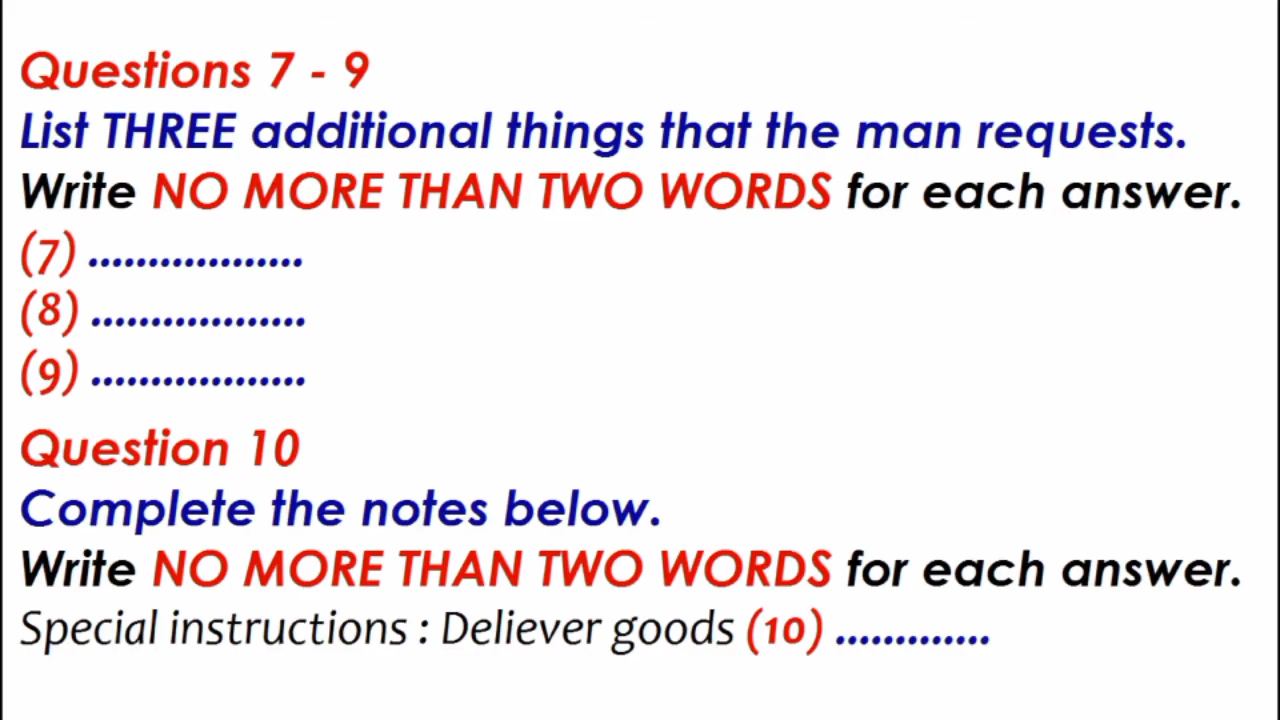 Questions 7 - 9
List THREE additional things that the man requests.
Write NO MORE THAN TWO WORDS for each answer.
(7) ..................
(8) ..................
(9) ..................
Question 10
Complete the notes below.
Write NO MORE THAN TWO WORDS for each answer.
Special instructions : Deliever goods (10) .............